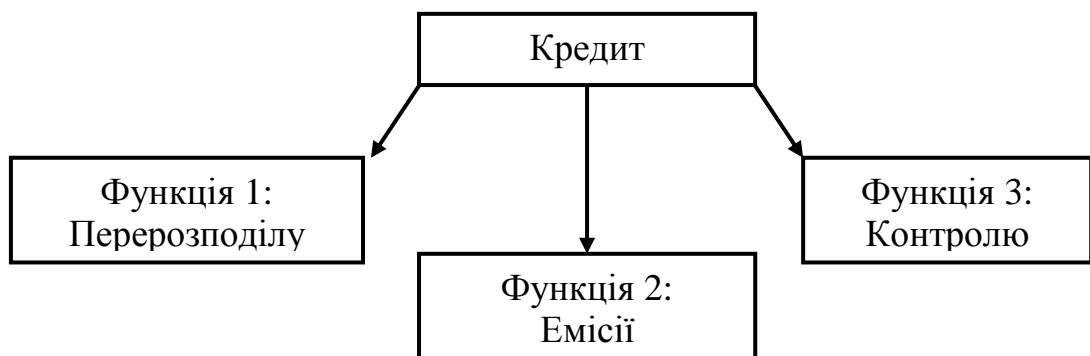 Кредит
Функція 1:
Перерозподілу
Функція 2:
Емісії
Функція 3:
Контролю